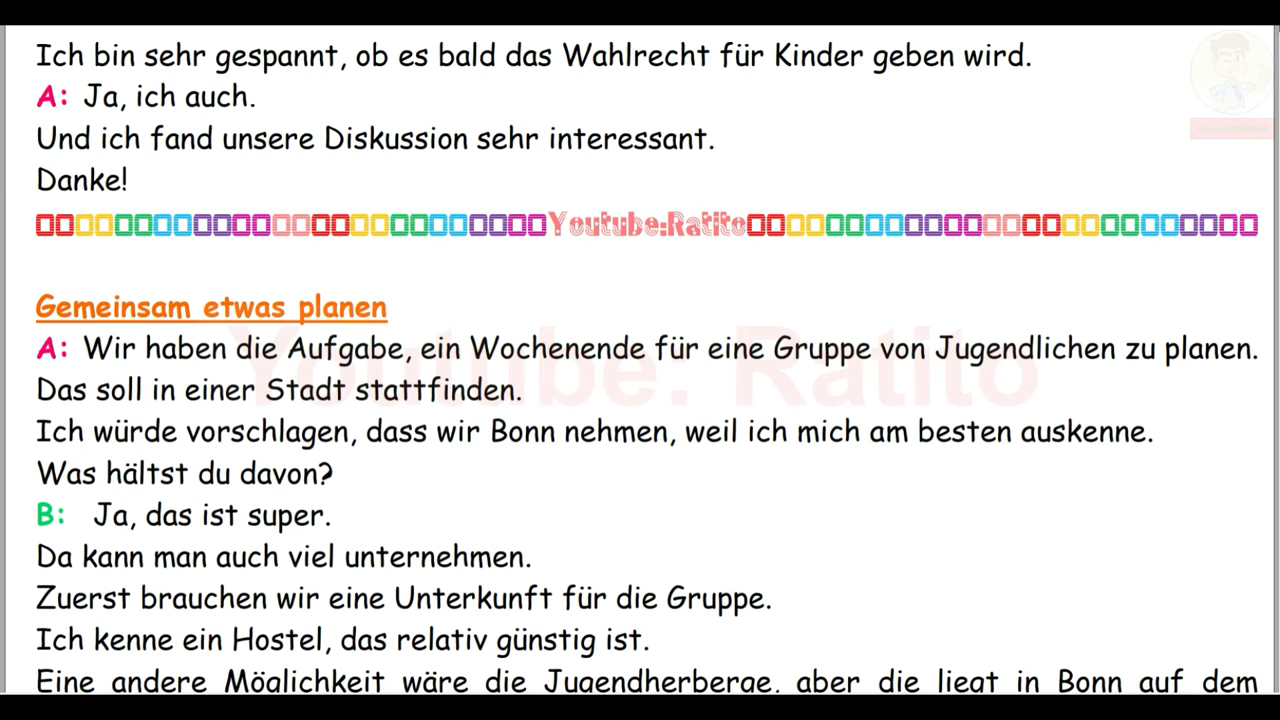 Ich bin sehr gespannt, ob es bald das Wahlrecht für Kinder geben wird.
A: Ja, ich auch.
Und ich fand unsere Diskussion sehr interessant.
Danke!
Youtube:Ratito
Gemeinsam etwas planen
A: Wir haben die Aufgabe, ein Wochenende für eine Gruppe von Jugendlichen zu planen.
Youtube: Ratito
Das soll in einer Stadt stattfinden.
Ich würde vorschlagen, dass wir Bonn nehmen, weil ich mich am besten auskenne.
Was hältst du davon?
B: Ja, das ist super.
Da kann man auch viel unternehmen.
Zuerst brauchen wir eine Unterkunft für die Gruppe.
Ich kenne ein Hostel, das relativ günstig ist.
Eine andere Möglichkeit wäre die Jugendherberge, aber die liegt in Bonn auf dem